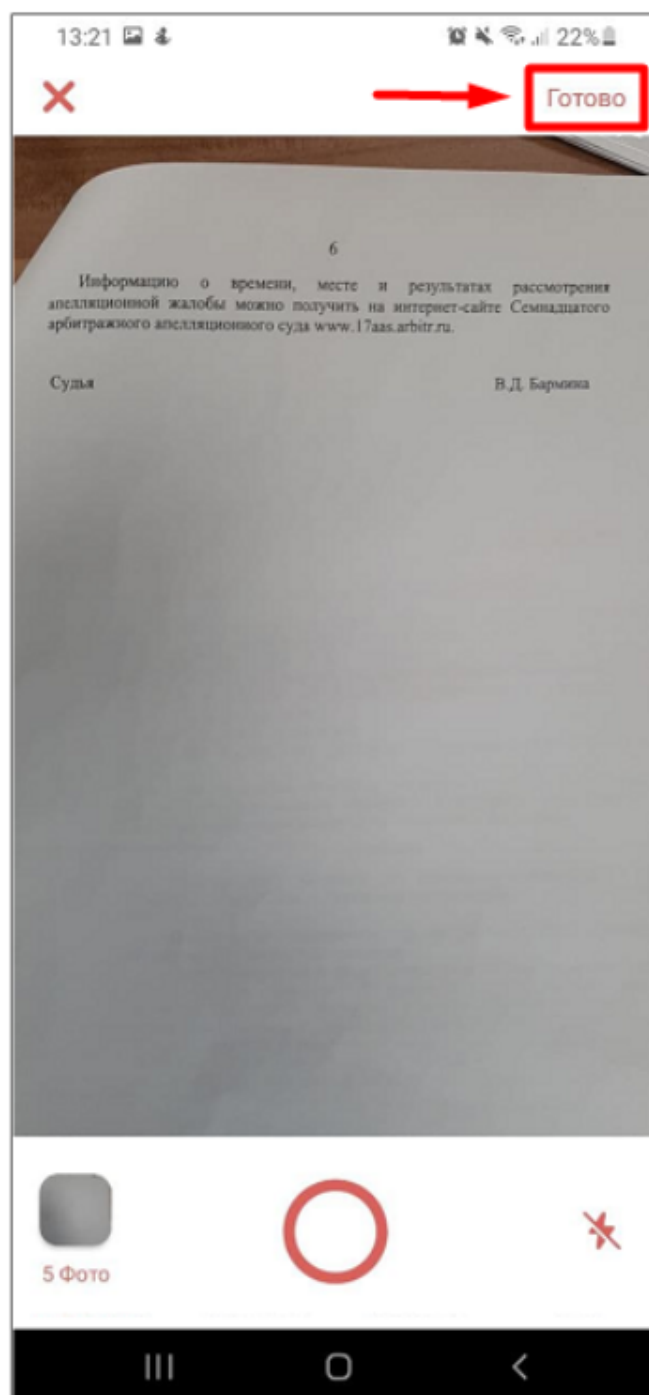 13:21 22%
Готово
6
Информацию о времени, месте и результатах рассмотрения
апелляционной жалобы можно получить на интернет-сайте Семнадцатого
арбитражного апелляционного суда www.17aas.arbitr.ru.
Судья В.Д. Бармина
5 Фото